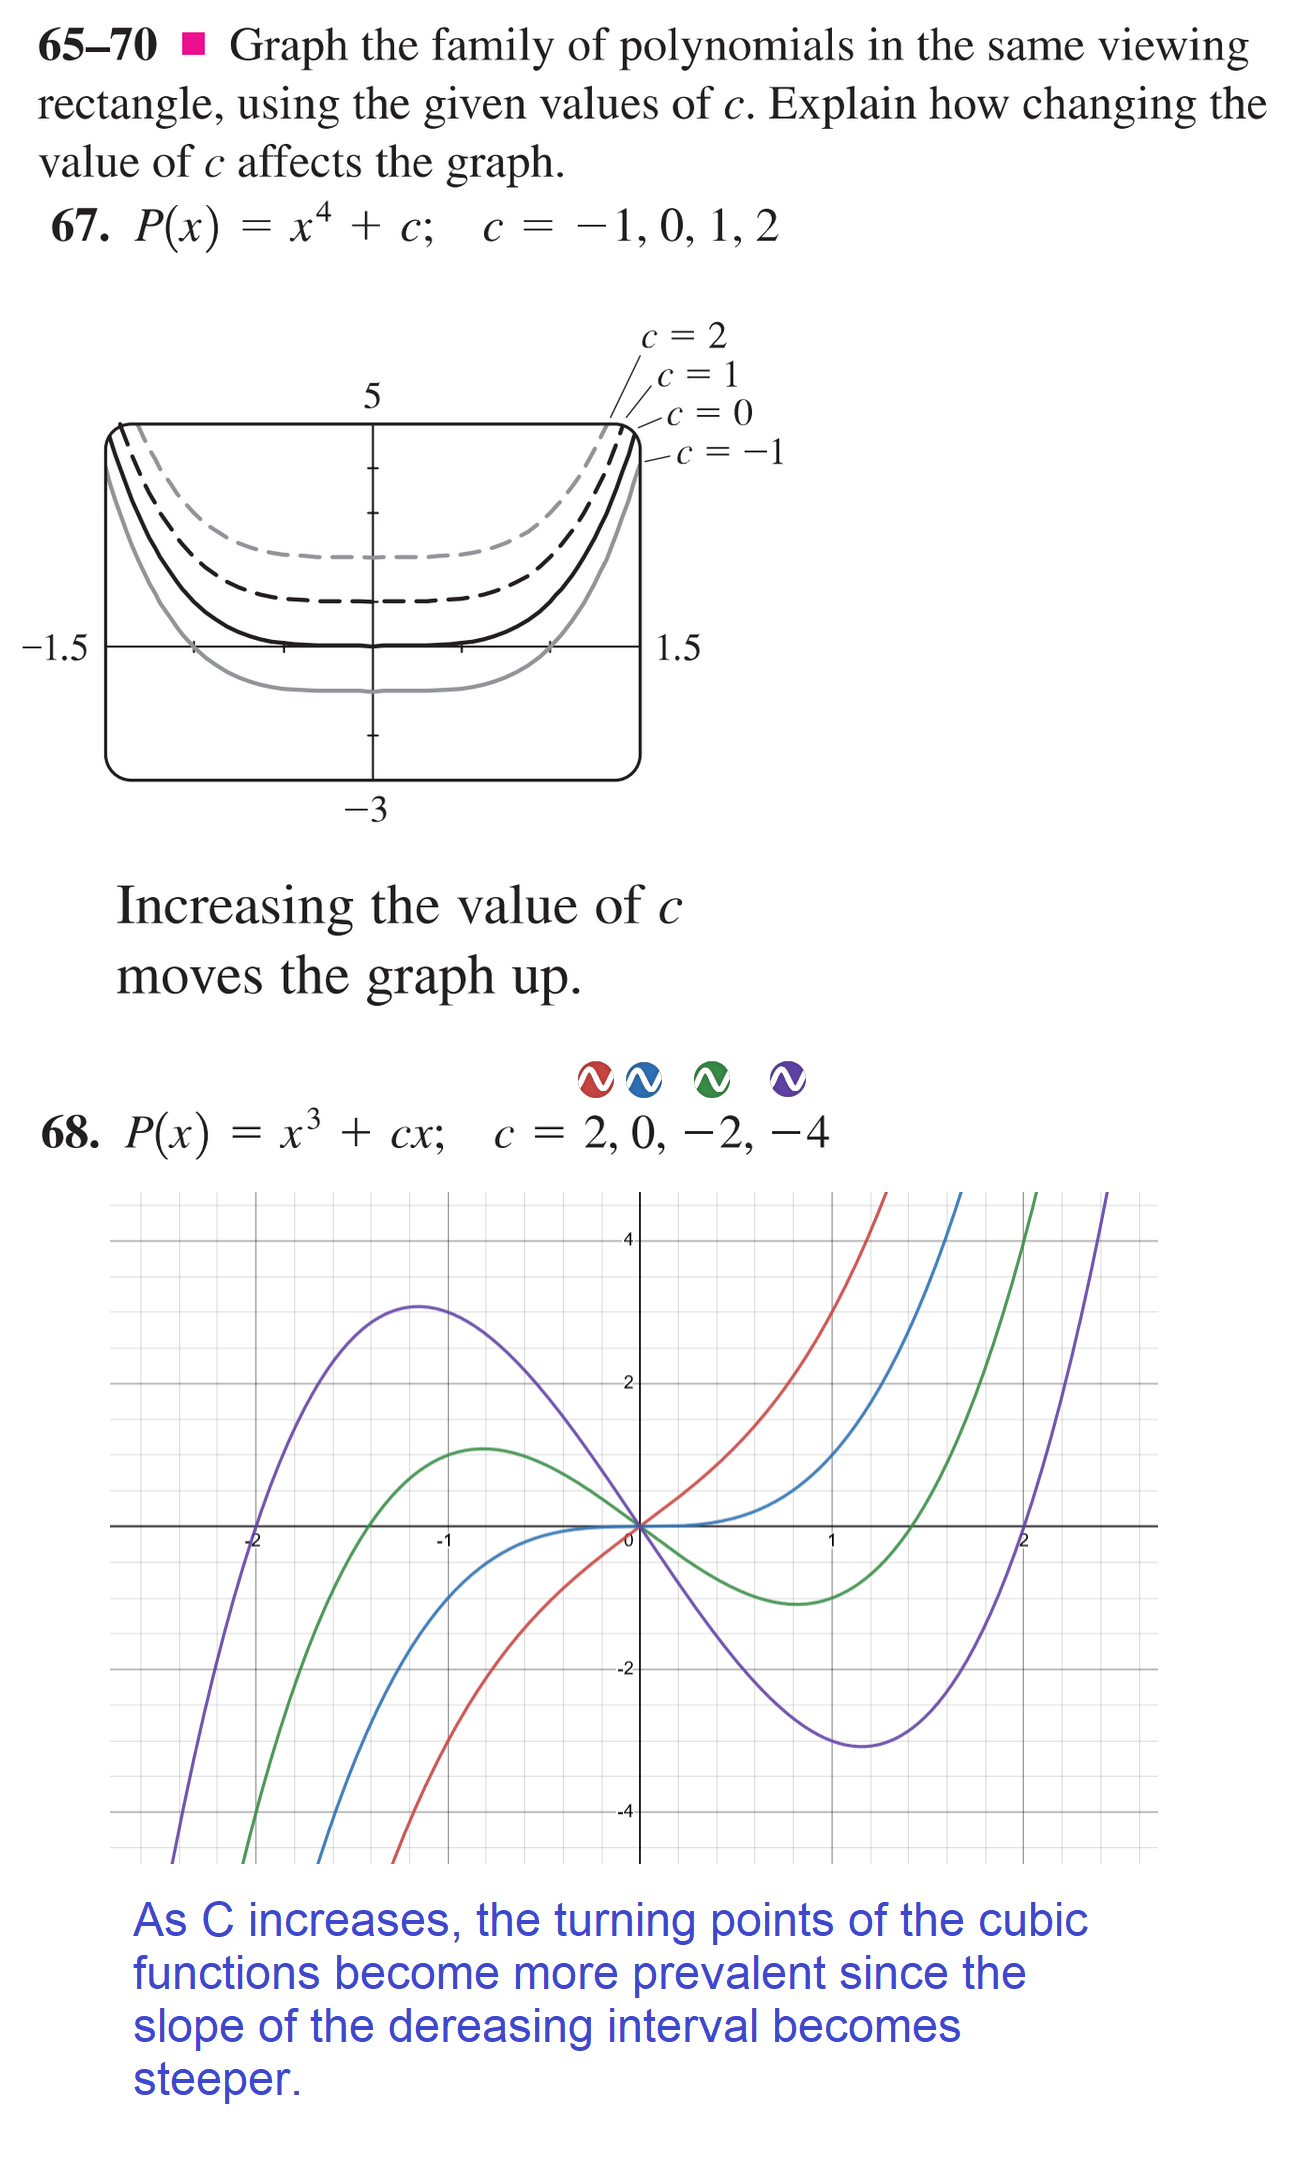 65–70 ■ Graph the family of polynomials in the same viewing
rectangle, using the given values of c. Explain how changing the
value of c affects the graph.
67. P(x) = x⁴ + c; c = −1, 0, 1, 2
c = 2
c = 1
5
c = 0
c = −1
−1.5
1.5
−3
Increasing the value of c
moves the graph up.
68. P(x) = x³ + cx; c = 2, 0, −2, −4
4
2
-2
-1
0
1
2
-2
-4
As C increases, the turning points of the cubic
functions become more prevalent since the
slope of the dereasing interval becomes
steeper.